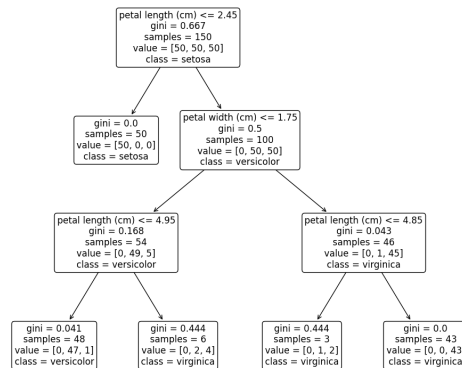 petal length (cm) <= 2.45
gini = 0.667
samples = 150
value = [50, 50, 50]
class = setosa
gini = 0.0
samples = 50
value = [50, 0, 0]
class = setosa
petal width (cm) <= 1.75
gini = 0.5
samples = 100
value = [0, 50, 50]
class = versicolor
petal length (cm) <= 4.95
gini = 0.168
samples = 54
value = [0, 49, 5]
class = versicolor
petal length (cm) <= 4.85
gini = 0.043
samples = 46
value = [0, 1, 45]
class = virginica
gini = 0.041
samples = 48
value = [0, 47, 1]
class = versicolor
gini = 0.444
samples = 6
value = [0, 2, 4]
class = virginica
gini = 0.444
samples = 3
value = [0, 1, 2]
class = virginica
gini = 0.0
samples = 43
value = [0, 0, 43
class = virginica